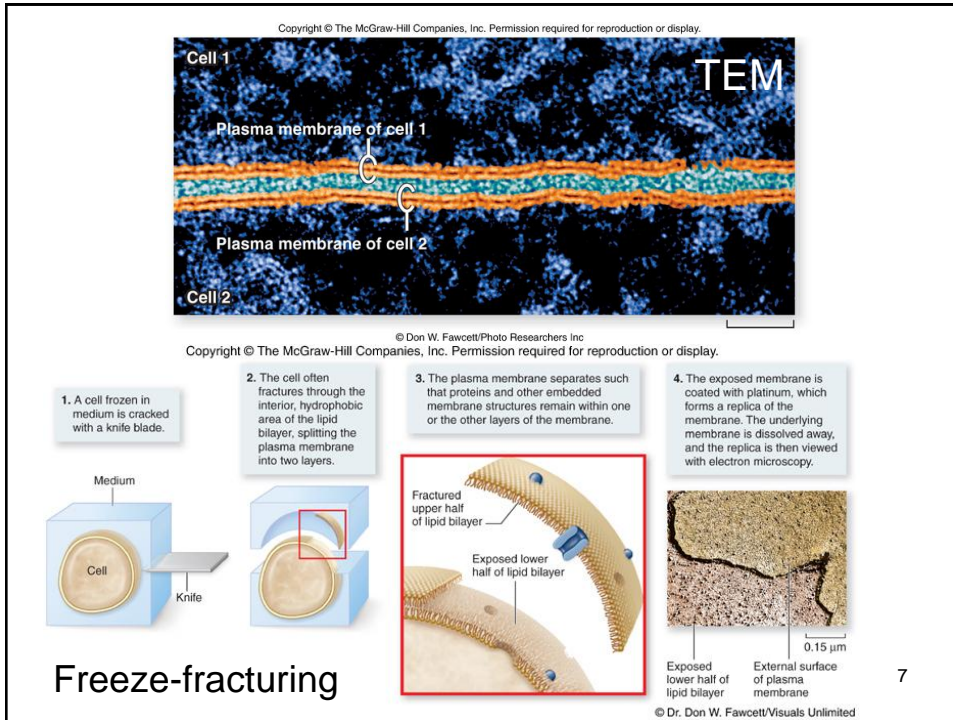 Copyright © The McGraw-Hill Companies, Inc. Permission required for reproduction or display.
Cell 1
TEM
Plasma membrane of cell 1
Plasma membrane of cell 2
Cell 2
© Don W. Fawcett/Photo Researchers Inc
Copyright © The McGraw-Hill Companies, Inc. Permission required for reproduction or display.
1. A cell frozen in
medium is cracked
with a knife blade.
2. The cell often
fractures through the
interior, hydrophobic
area of the lipid
bilayer, splitting the
plasma membrane
into two layers.
3. The plasma membrane separates such
that proteins and other embedded
membrane structures remain within one
or the other layers of the membrane.
4. The exposed membrane is
coated with platinum, which
forms a replica of the
membrane. The underlying
membrane is dissolved away,
and the replica is then viewed
with electron microscopy.
Medium
Cell
Knife
Fractured
upper half
of lipid bilayer
Exposed lower
half of lipid bilayer
0.15 µm
Exposed
lower half of
lipid bilayer
External surface
of plasma
membrane
Freeze-fracturing
7
© Dr. Don W. Fawcett/Visuals Unlimited